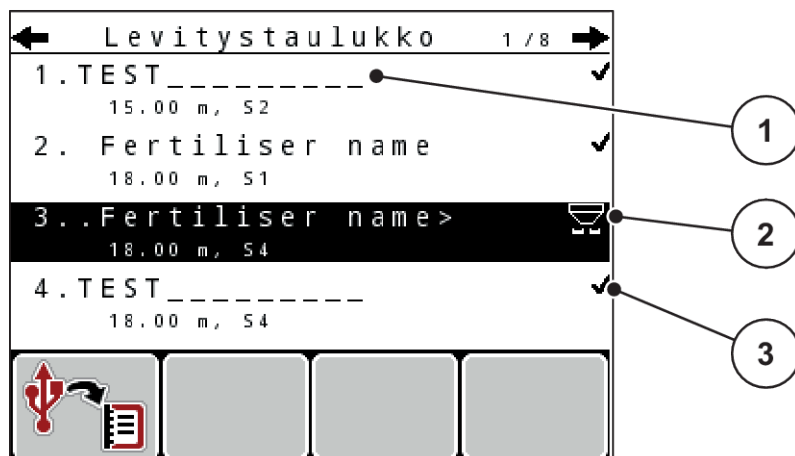 Levitystaulukko 1/8
1.TEST_________
15.00 m, S2
2. Fertiliser name
18.00 m, S1
3..Fertiliser name>
18.00 m, S4
4.TEST_________
18.00 m, S4
1
2
3